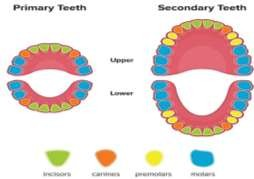 Primary Teeth
Secondary Teeth
Upper
Lower
incisors
canines
premolars
molars